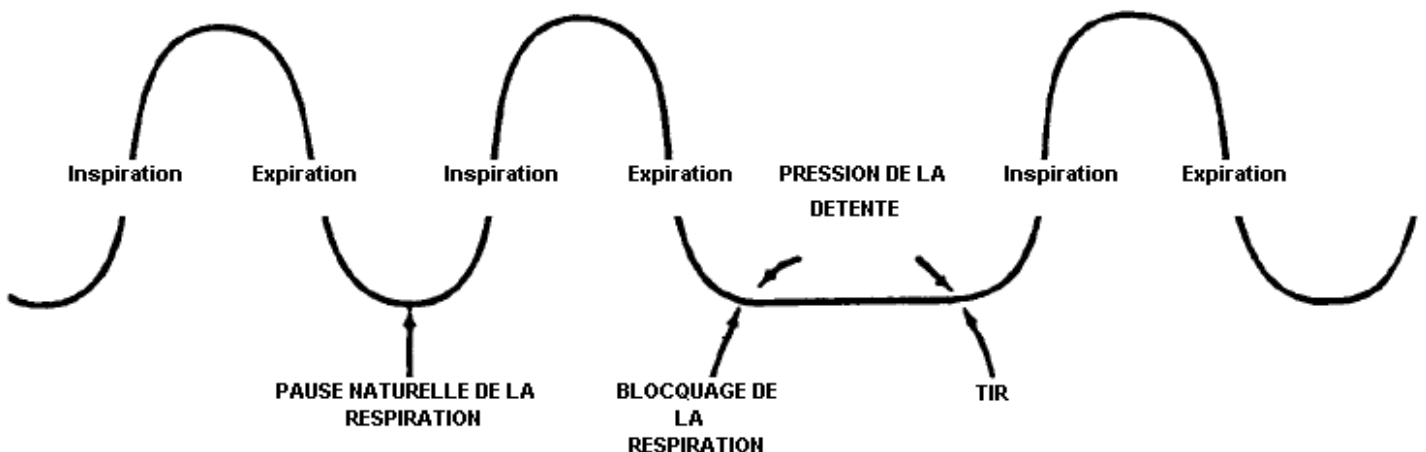 Inspiration
Expiration
Inspiration
Expiration
PRESSION DE LA
DETENTE
Inspiration
Expiration
PAUSE NATURELLE DE LA
RESPIRATION
BLOCQUAGE DE
LA
RESPIRATION
TIR